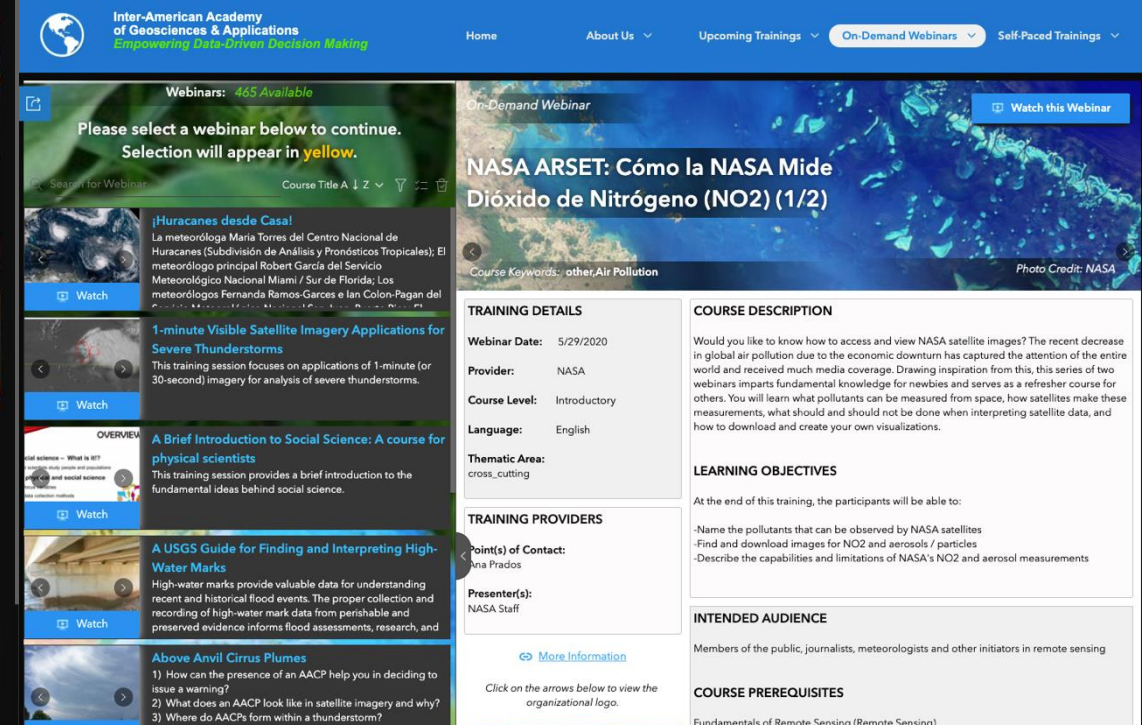 Inter-American Academy
of Geosciences & Applications
Empowering Data-Driven Decision Making
Home
About Us
Upcoming Trainings
On-Demand Webinars
Self-Paced Trainings
Webinars: 465 Available
Please select a webinar below to continue.
Selection will appear in yellow.
Search for Webinar
Course Title A ↓ Z
¡Huracanes desde Casa!
La meteoróloga Maria Torres del Centro Nacional de
Huracanes (Subdivisión de Análisis y Pronósticos Tropicales); El
meteorólogo principal Robert García del Servicio
Meteorológico Nacional Miami / Sur de Florida; Los
meteorólogos Fernanda Ramos-Garces e Ian Colon-Pagan del
Watch
1-minute Visible Satellite Imagery Applications for
Severe Thunderstorms
This training session focuses on applications of 1-minute (or
30-second) imagery for analysis of severe thunderstorms.
Watch
OVERVIEW
A Brief Introduction to Social Science: A course for
physical scientists
This training session provides a brief introduction to the
fundamental ideas behind social science.
Watch
A USGS Guide for Finding and Interpreting High-
Water Marks
High-water marks provide valuable data for understanding
recent and historical flood events. The proper collection and
recording of high-water mark data from perishable and
preserved evidence informs flood assessments, research, and
Watch
Above Anvil Cirrus Plumes
1) How can the presence of an AACP help you in deciding to
issue a warning?
2) What does an AACP look like in satellite imagery and why?
3) Where do AACPs form within a thunderstorm?
On-Demand Webinar
Watch this Webinar
NASA ARSET: Cómo la NASA Mide
Dióxido de Nitrógeno (NO2) (1/2)
Course Keywords: other,Air Pollution
Photo Credit: NASA
TRAINING DETAILS
Webinar Date: 5/29/2020
Provider: NASA
Course Level: Introductory
Language: English
Thematic Area:
cross_cutting
TRAINING PROVIDERS
Point(s) of Contact:
Ana Prados
Presenter(s):
NASA Staff
More Information
Click on the arrows below to view the
organizational logo.
COURSE DESCRIPTION
Would you like to know how to access and view NASA satellite images? The recent decrease
in global air pollution due to the economic downturn has captured the attention of the entire
world and received much media coverage. Drawing inspiration from this, this series of two
webinars imparts fundamental knowledge for newbies and serves as a refresher course for
others. You will learn what pollutants can be measured from space, how satellites make these
measurements, what should and should not be done when interpreting satellite data, and
how to download and create your own visualizations.
LEARNING OBJECTIVES
At the end of this training, the participants will be able to:
-Name the pollutants that can be observed by NASA satellites
-Find and download images for NO2 and aerosols / particles
-Describe the capabilities and limitations of NASA's NO2 and aerosol measurements
INTENDED AUDIENCE
Members of the public, journalists, meteorologists and other initiators in remote sensing
COURSE PREREQUISITES
Fundamentals of Remote Sensing (Remote Sensing)